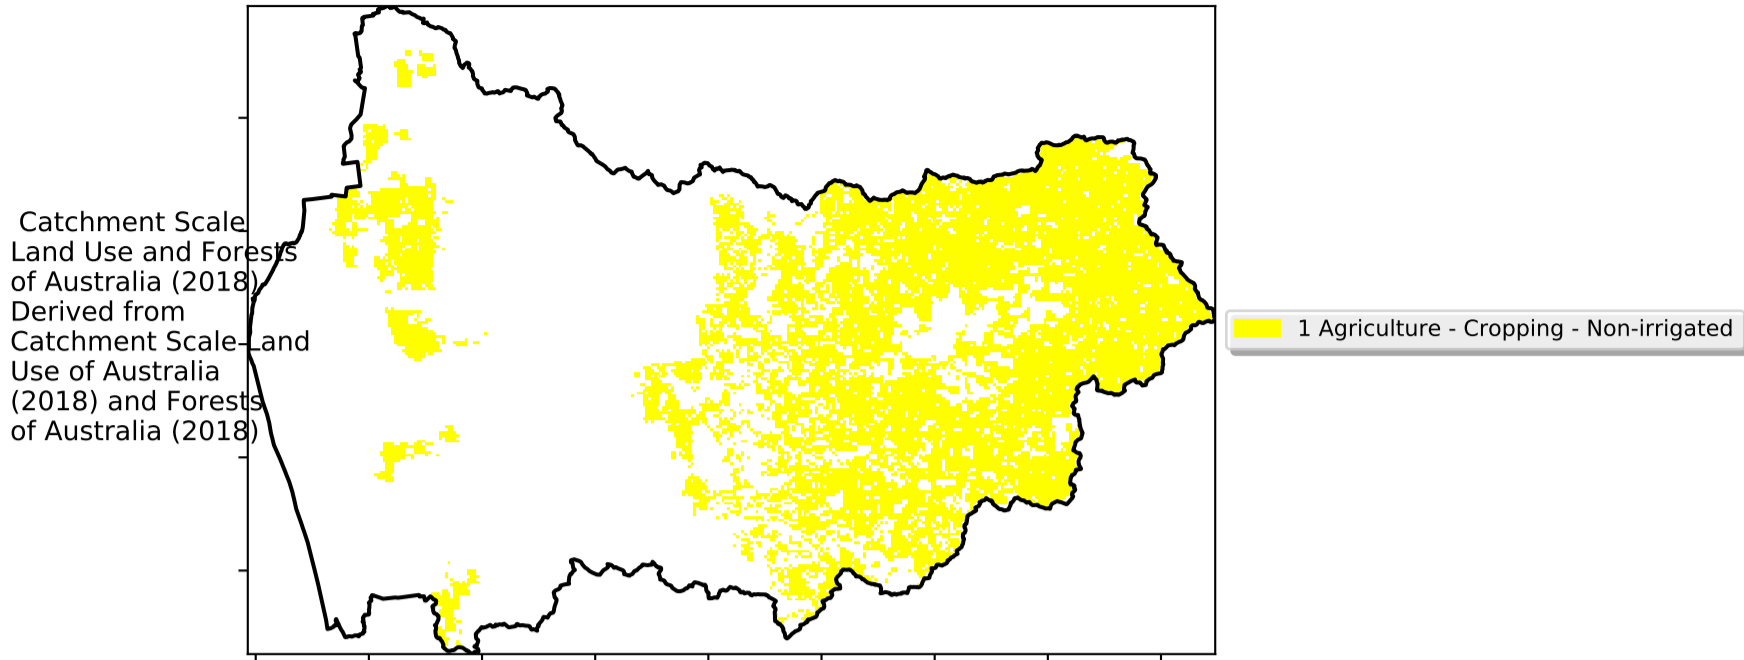 Catchment Scale
Land Use and Forests
of Australia (2018)
Derived from
Catchment Scale Land
Use of Australia
(2018) and Forests
of Australia (2018)
1 Agriculture - Cropping - Non-irrigated